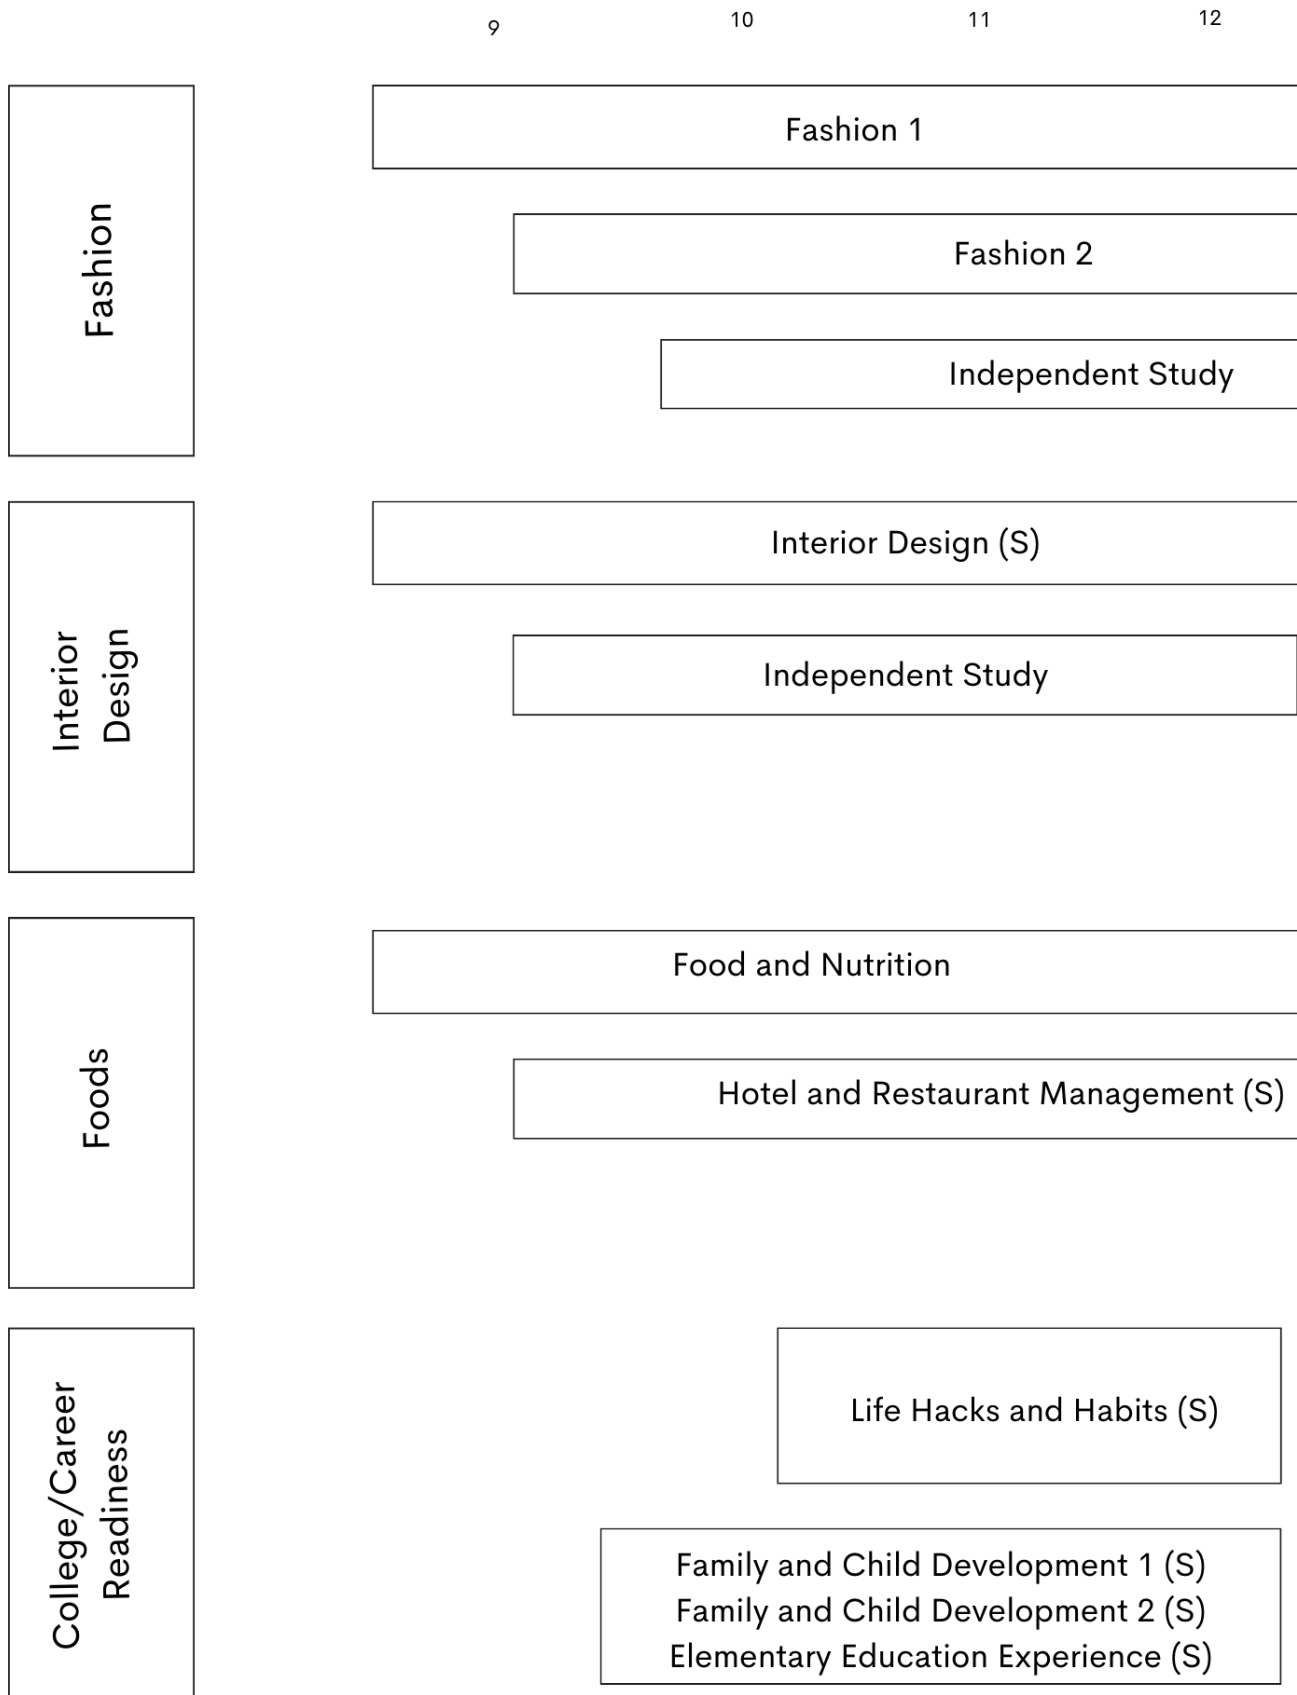 9 10 11 12
Fashion
Fashion 1
Fashion 2
Independent Study
Interior
Design
Interior Design (S)
Independent Study
Foods
Food and Nutrition
Hotel and Restaurant Management (S)
College/Career
Readiness
Life Hacks and Habits (S)
Family and Child Development 1 (S)
Family and Child Development 2 (S)
Elementary Education Experience (S)